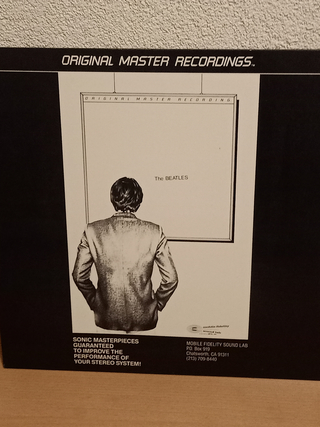 ORIGINAL MASTER RECORDINGS™
ORIGINAL MASTER RECORDING
The BEATLES
SONIC MASTERPIECES
GUARANTEED
TO IMPROVE THE
PERFORMANCE OF
YOUR STEREO SYSTEM!
MOBILE FIDELITY SOUND LAB
P.O. Box 919
Chatsworth, CA 91311
(213) 709-8440